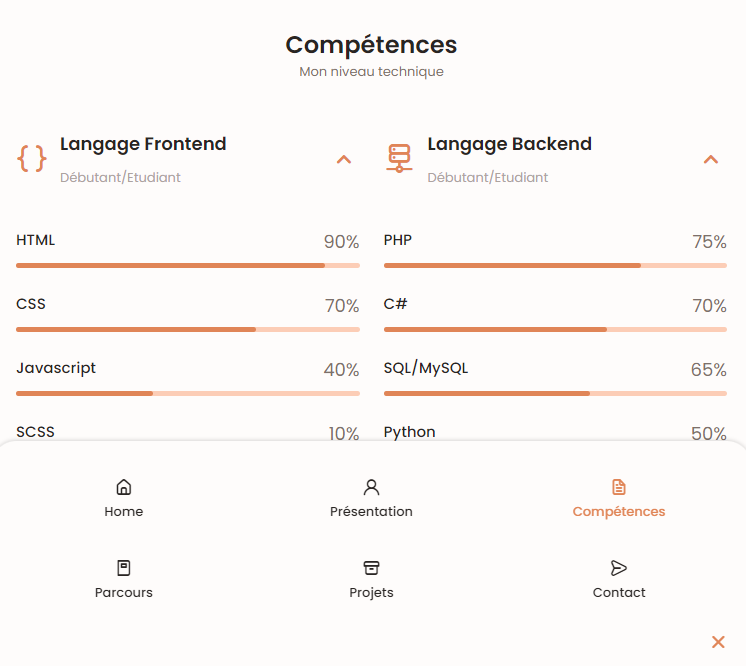 Compétences
Mon niveau technique
Langage Frontend
Débutant/Etudiant
HTML 90%
CSS 70%
Javascript 40%
SCSS 10%
Langage Backend
Débutant/Etudiant
PHP 75%
C# 70%
SQL/MySQL 65%
Python 50%
Home
Présentation
Compétences
Parcours
Projets
Contact